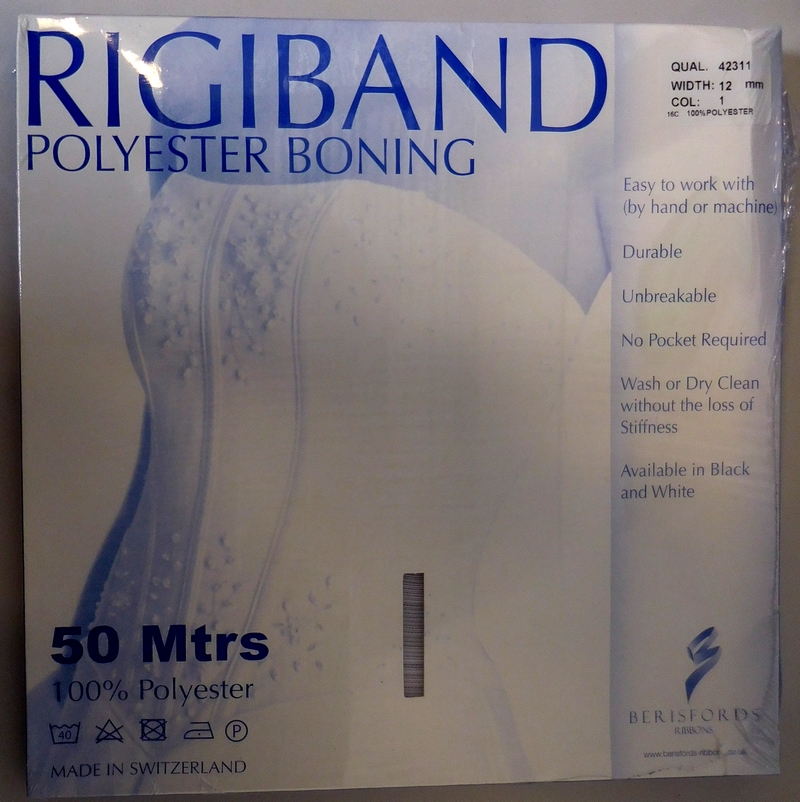 RIGIBAND
POLYESTER BONING
QUAL. 42311
WIDTH: 12 mm
COL: 1
16C 100%POLYESTER
Easy to work with
(by hand or machine)
Durable
Unbreakable
No Pocket Required
Wash or Dry Clean
without the loss of
Stiffness
Available in Black
and White
50 Mtrs
100% Polyester
40
P
MADE IN SWITZERLAND
BERISFORDS
RIBBONS